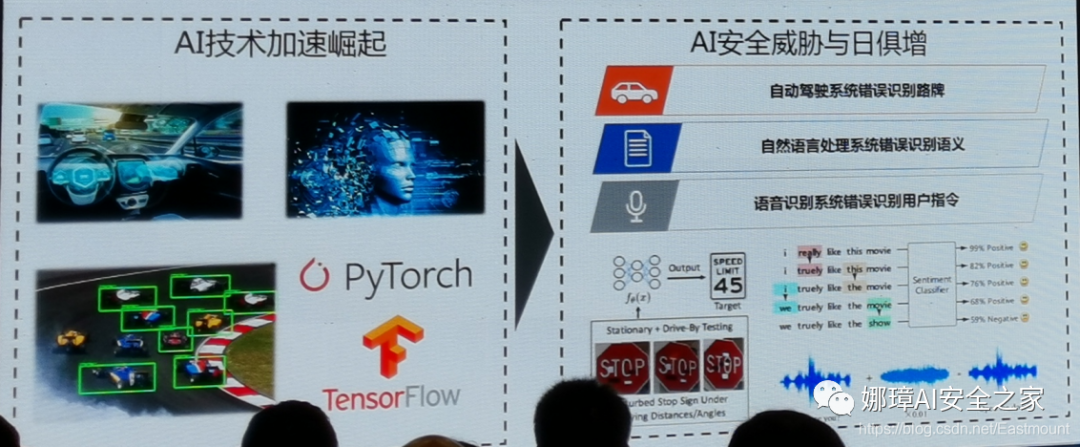 AI技术加速崛起
PyTorch
TensorFlow
AI安全威胁与日俱增
自动驾驶系统错误识别路牌
自然语言处理系统错误识别语义
语音识别系统错误识别用户指令
fθ(x)
Output
SPEED
LIMIT
45
Target
Stationary + Drive-By Testing
STOP
STOP
STOP
urbed Stop Sign Under
ying Distances/Angles
i really like this movie
i truely like this movie
i truely like the movie
we truely like the movie
we truely like the show
Sentiment
Classifier
99% Positive
82% Positive
76% Positive
68% Positive
59% Negative
+
×0.01
娜璋AI安全之家
https://blog.csdn.net/Eastmount